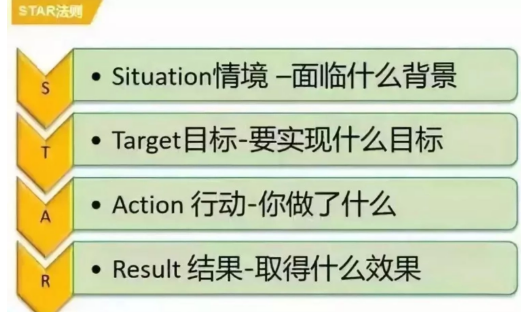 STAR法则
S
• Situation情境 –面临什么背景
T
• Target目标-要实现什么目标
A
• Action 行动-你做了什么
R
• Result 结果-取得什么效果